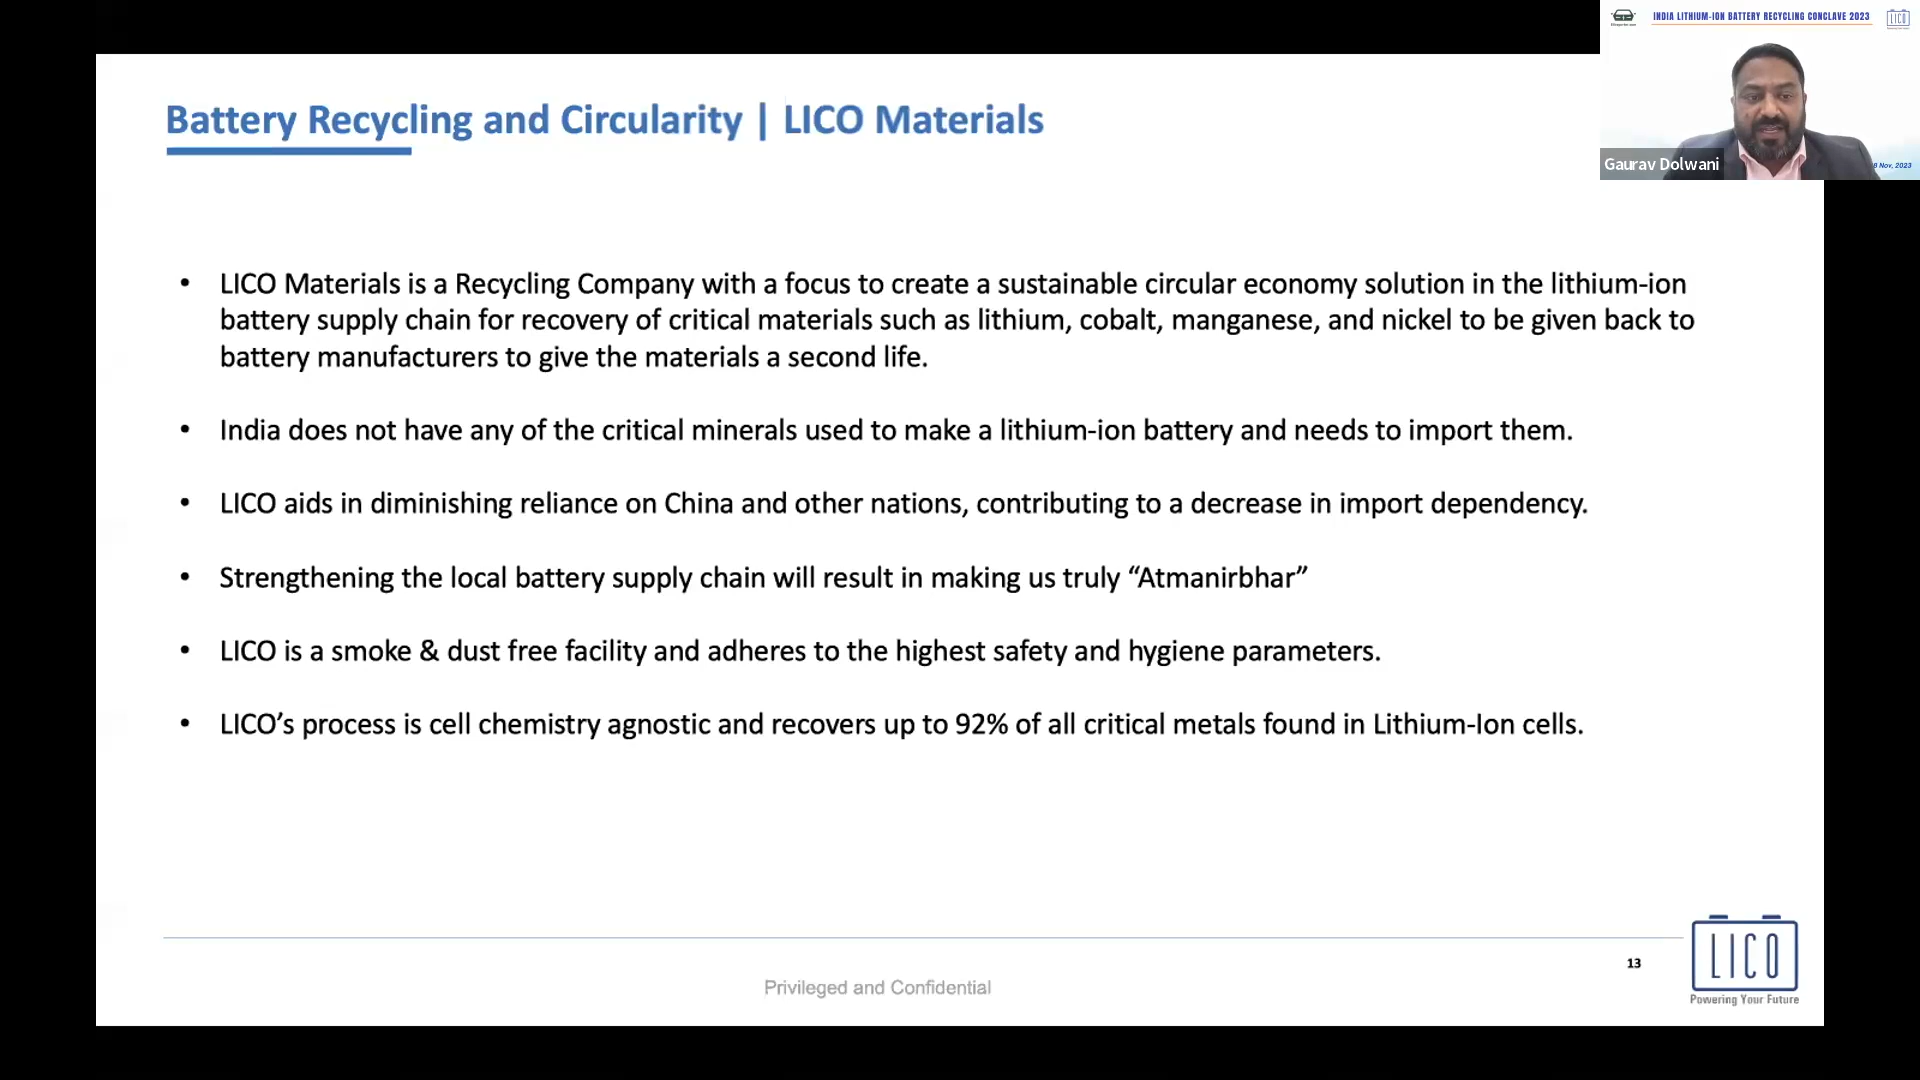 INDIA LITHIUM-ION BATTERY RECYCLING CONCLAVE 2023
LICO
Gaurav Dolwani
8 Nov, 2023
Battery Recycling and Circularity | LICO Materials
• LICO Materials is a Recycling Company with a focus to create a sustainable circular economy solution in the lithium-ion
battery supply chain for recovery of critical materials such as lithium, cobalt, manganese, and nickel to be given back to
battery manufacturers to give the materials a second life.
• India does not have any of the critical minerals used to make a lithium-ion battery and needs to import them.
• LICO aids in diminishing reliance on China and other nations, contributing to a decrease in import dependency.
• Strengthening the local battery supply chain will result in making us truly “Atmanirbhar”
• LICO is a smoke & dust free facility and adheres to the highest safety and hygiene parameters.
• LICO’s process is cell chemistry agnostic and recovers up to 92% of all critical metals found in Lithium-Ion cells.
13
Privileged and Confidential
LICO
Powering Your Future